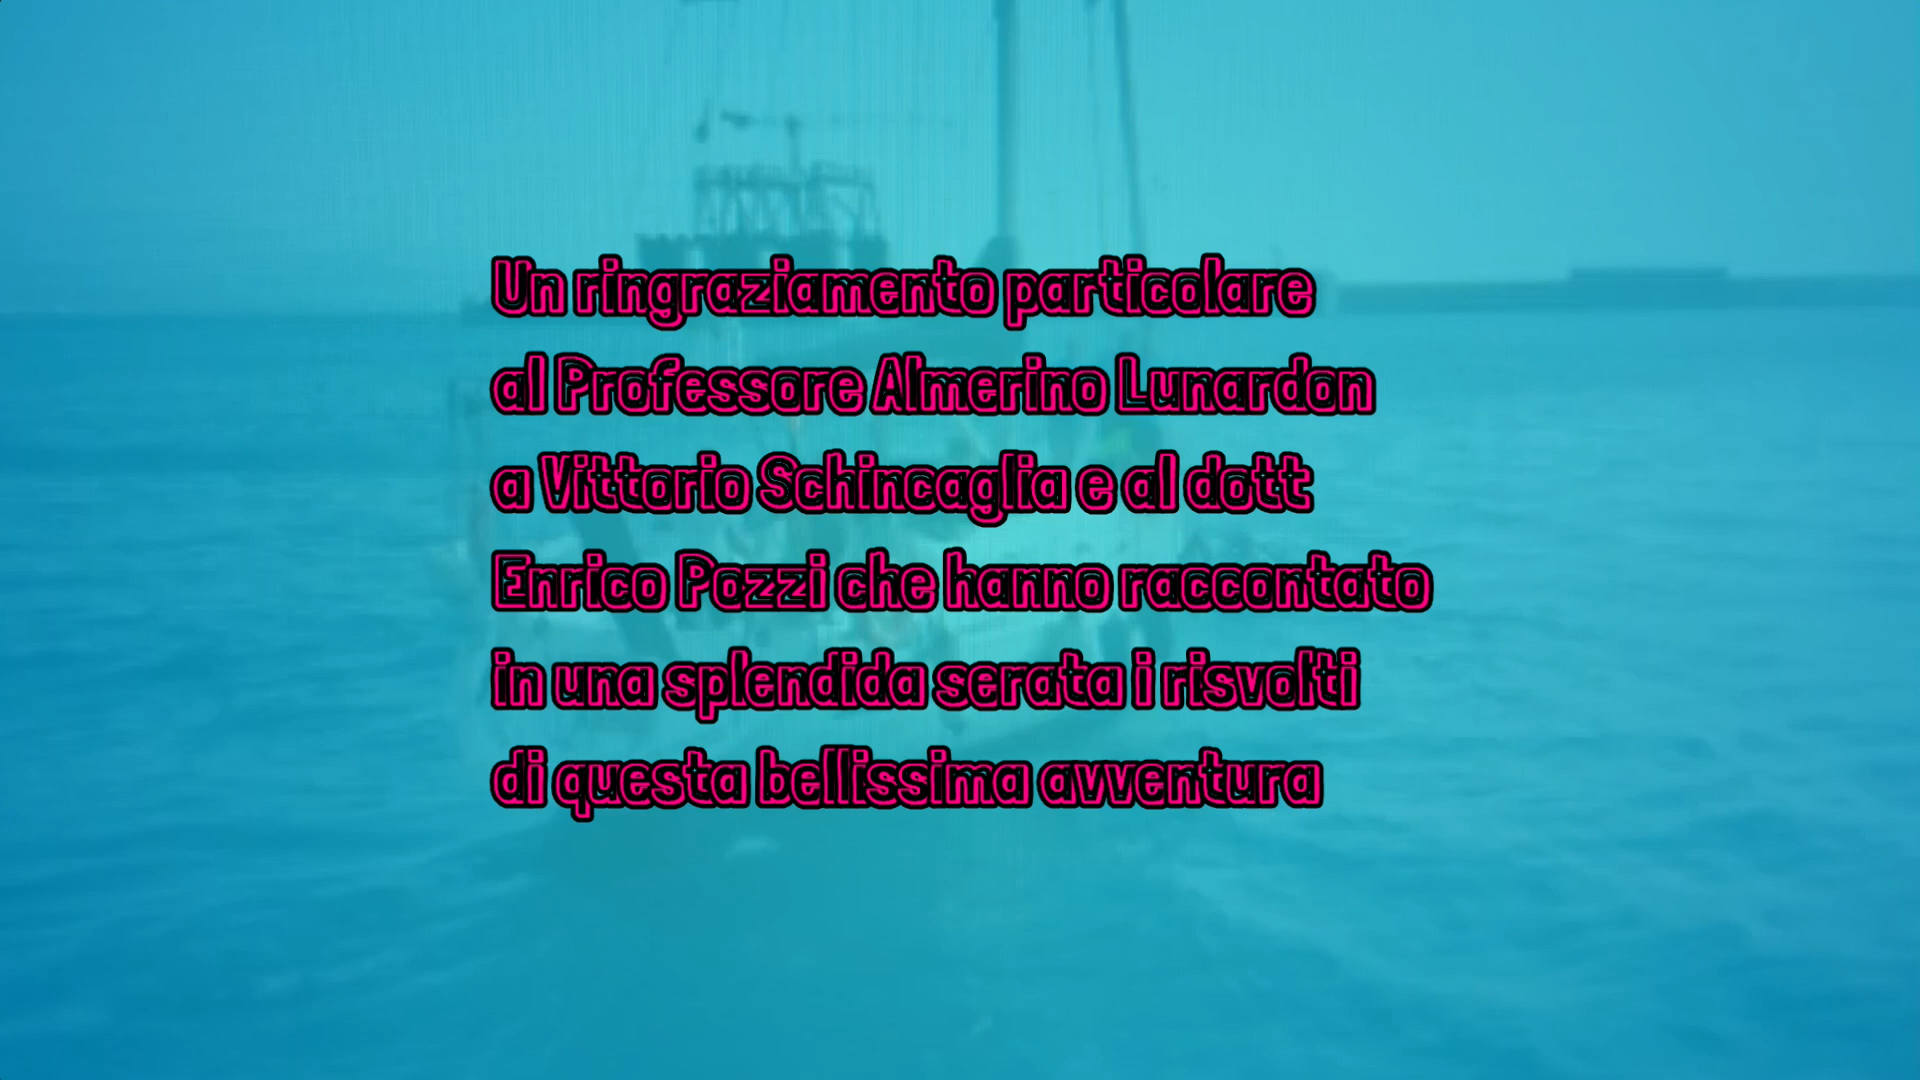 Un ringraziamento particolare
al Professore Almerino Lunardon
a Vittorio Schincaglia e al dott
Enrico Pozzi che hanno raccontato
in una splendida serata i risvolti
di questa bellissima avventura